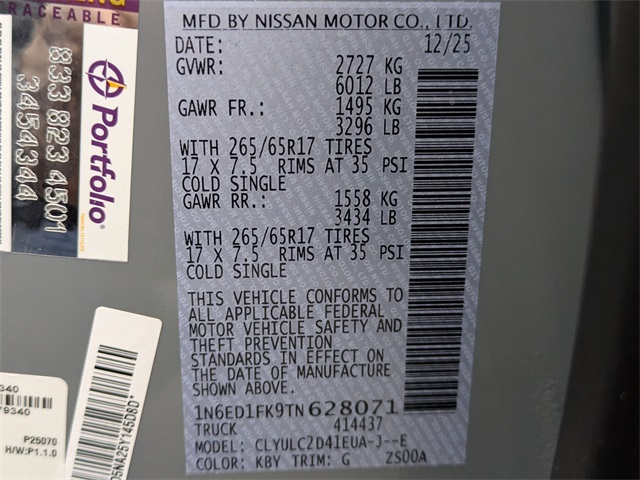 TRACEABLE
833 823 4501
3454344
Portfolio
MFD BY NISSAN MOTOR CO., LTD.
DATE: 12/25
GVWR: 2727 KG
6012 LB
GAWR FR.: 1495 KG
3296 LB
WITH 265/65R17 TIRES
17 X 7.5 RIMS AT 35 PSI
COLD SINGLE
GAWR RR.: 1558 KG
3434 LB
WITH 265/65R17 TIRES
17 X 7.5 RIMS AT 35 PSI
COLD SINGLE
THIS VEHICLE CONFORMS TO
ALL APPLICABLE FEDERAL
MOTOR VEHICLE SAFETY AND
THEFT PREVENTION
STANDARDS IN EFFECT ON
THE DATE OF MANUFACTURE
SHOWN ABOVE.
1N6ED1FK9TN628071
TRUCK 414437
MODEL: CLYULC2D41EUA-J--E
COLOR: KBY TRIM: G ZS00A
9340
79340
P25070
H/W:P1.1.0
D5NA25Y145D8D*